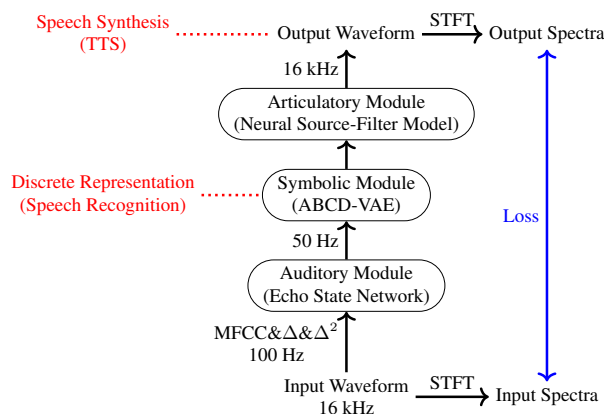 Speech Synthesis
(TTS)
Output Waveform
STFT
Output Spectra
16 kHz
Articulatory Module
(Neural Source-Filter Model)
Discrete Representation
(Speech Recognition)
Symbolic Module
(ABCD-VAE)
Loss
50 Hz
Auditory Module
(Echo State Network)
MFCC&Δ&Δ²
100 Hz
Input Waveform
16 kHz
STFT
Input Spectra